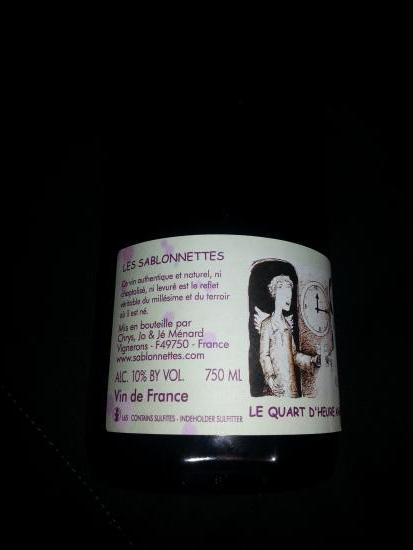 LES SABLONNETTES
Ce vin authentique et naturel, ni
chaptalisé, ni levuré est le reflet
véritable du millésime et du terroir
où il est né.
Mis en bouteille par
Chrys, Jo & Jé Ménard
Vignerons - F49750 - France
www.sablonnettes.com
ALC. 10% BY VOL. 750 ML
Vin de France
L65 CONTAINS SULFITES - INDEHOLDER SULFITTER
LE QUART D'HEURE